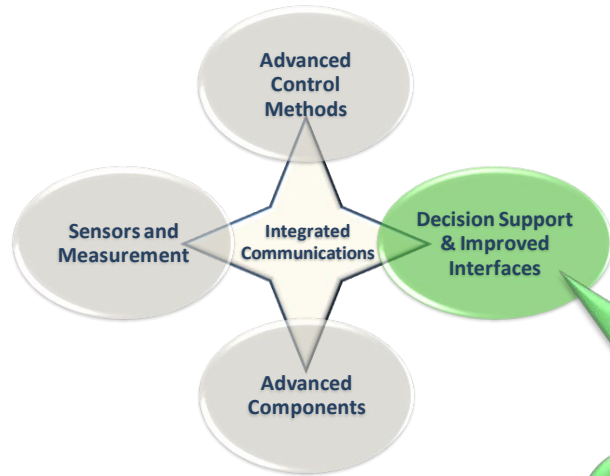 Advanced
Control
Methods
Sensors and
Measurement
Integrated
Communications
Decision Support
& Improved
Interfaces
Advanced
Components